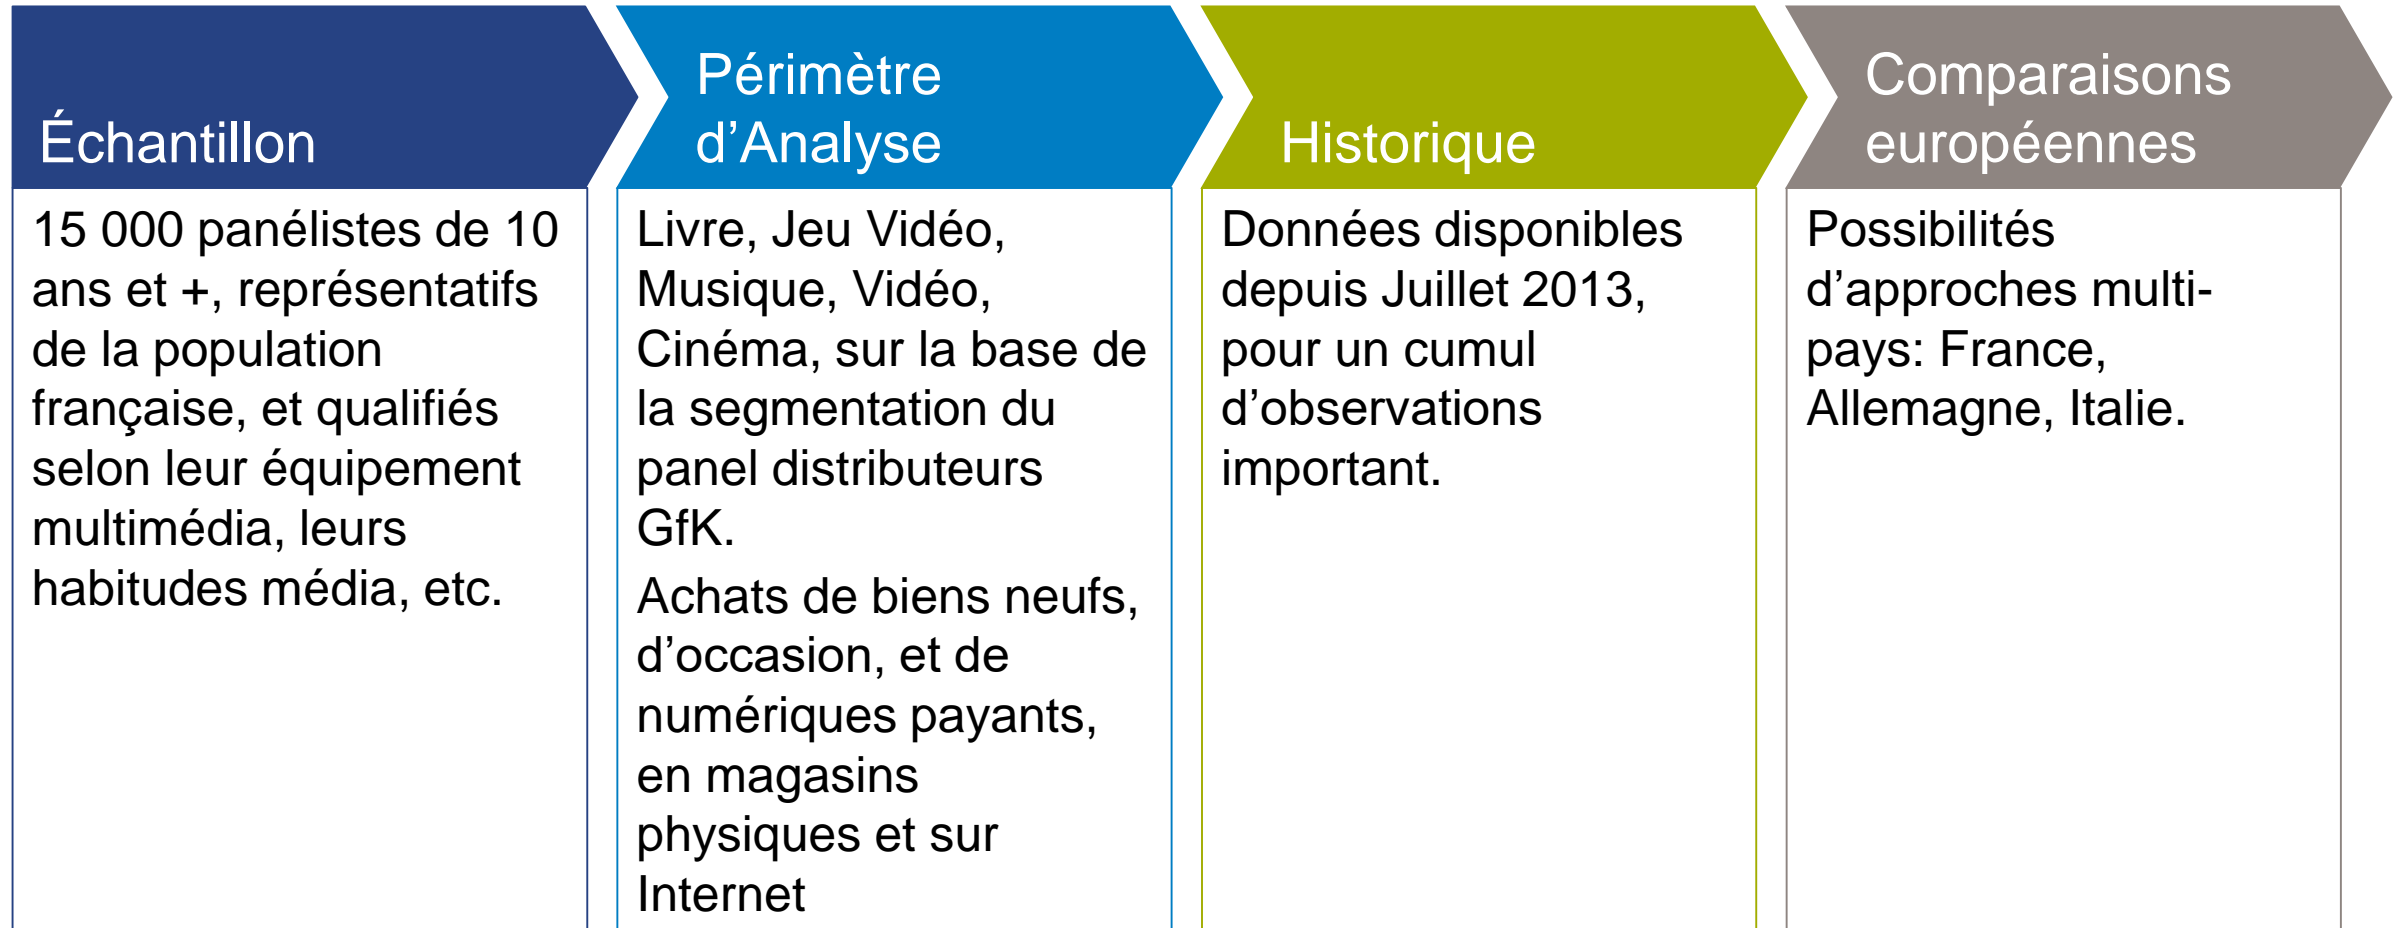 Échantillon
15 000 panélistes de 10
ans et +, représentatifs
de la population
française, et qualifiés
selon leur équipement
multimédia, leurs
habitudes média, etc.
Périmètre
d’Analyse
Livre, Jeu Vidéo,
Musique, Vidéo,
Cinéma, sur la base de
la segmentation du
panel distributeurs
GfK.
Achats de biens neufs,
d’occasion, et de
numériques payants,
en magasins
physiques et sur
Internet
Historique
Données disponibles
depuis Juillet 2013,
pour un cumul
d’observations
important.
Comparaisons
européennes
Possibilités
d’approches multi-
pays: France,
Allemagne, Italie.